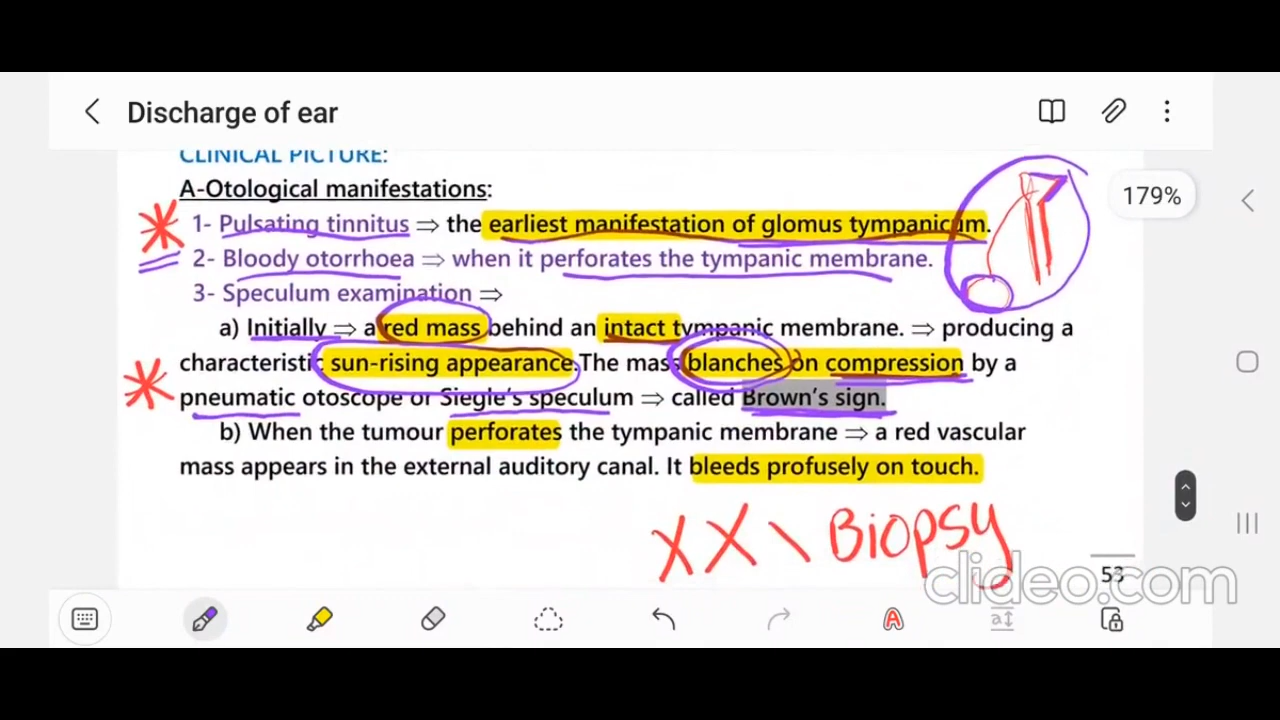 Discharge of ear
CLINICAL PICTURE:
A-Otological manifestations:
179%
1- Pulsating tinnitus ⇒ the earliest manifestation of glomus tympanicum.
2- Bloody otorrhoea ⇒ when it perforates the tympanic membrane.
3- Speculum examination ⇒
a) Initially ⇒ a red mass behind an intact tympanic membrane. ⇒ producing a
characteristic sun-rising appearance.The mass blanches on compression by a
pneumatic otoscope or Siegle's speculum ⇒ called Brown's sign.
b) When the tumour perforates the tympanic membrane ⇒ a red vascular
mass appears in the external auditory canal. It bleeds profusely on touch.
XX \ Biopsy
53
clideo.com
A
a